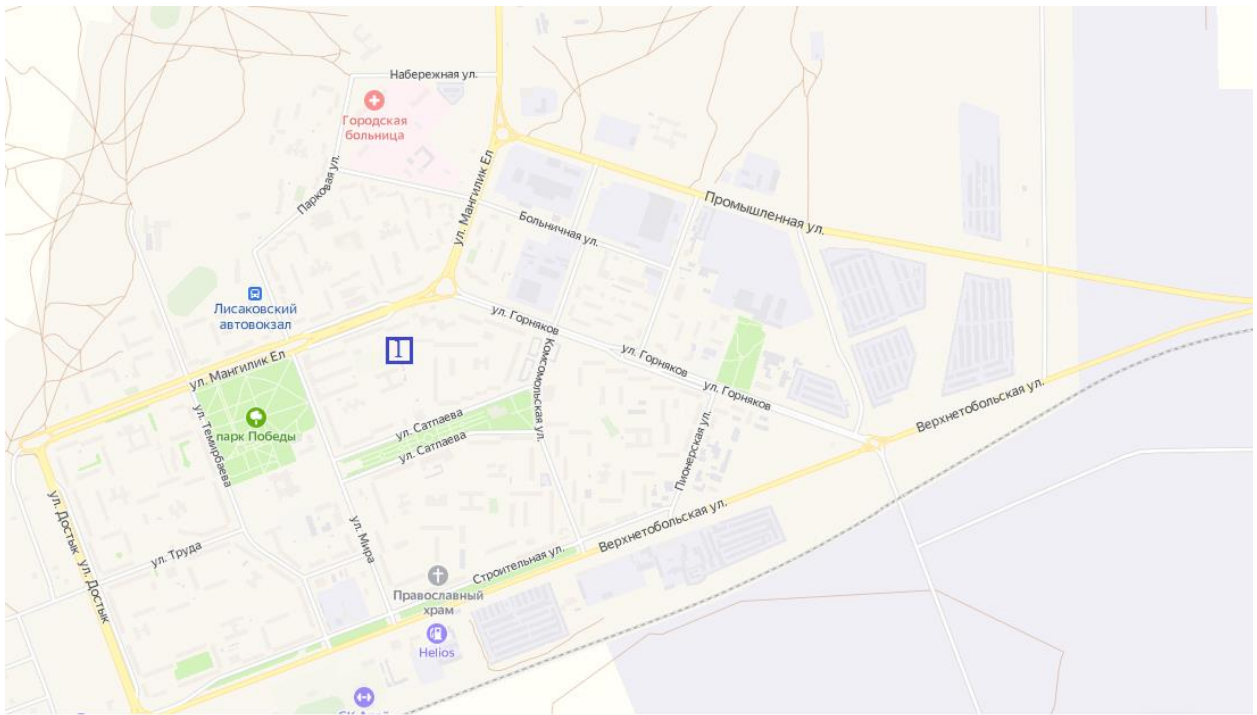 Набережная ул.
Городская
больница
Парковая ул.
ул. Мангилик Ел
Промышленная ул.
Больничная ул.
Лисаковский
автовокзал
ул. Горняков
ул. Мангилик Ел
1
Комсомольская ул.
ул. Горняков
ул. Горняков
Верхнетобольская ул.
ул. Темирбаева
парк Победы
ул. Сатпаева
ул. Сатпаева
Пионерская ул.
ул. Достык
ул. Мира
Верхнетобольская ул.
ул. Труда
ул. Достык
Строительная ул.
Православный
храм
Helios